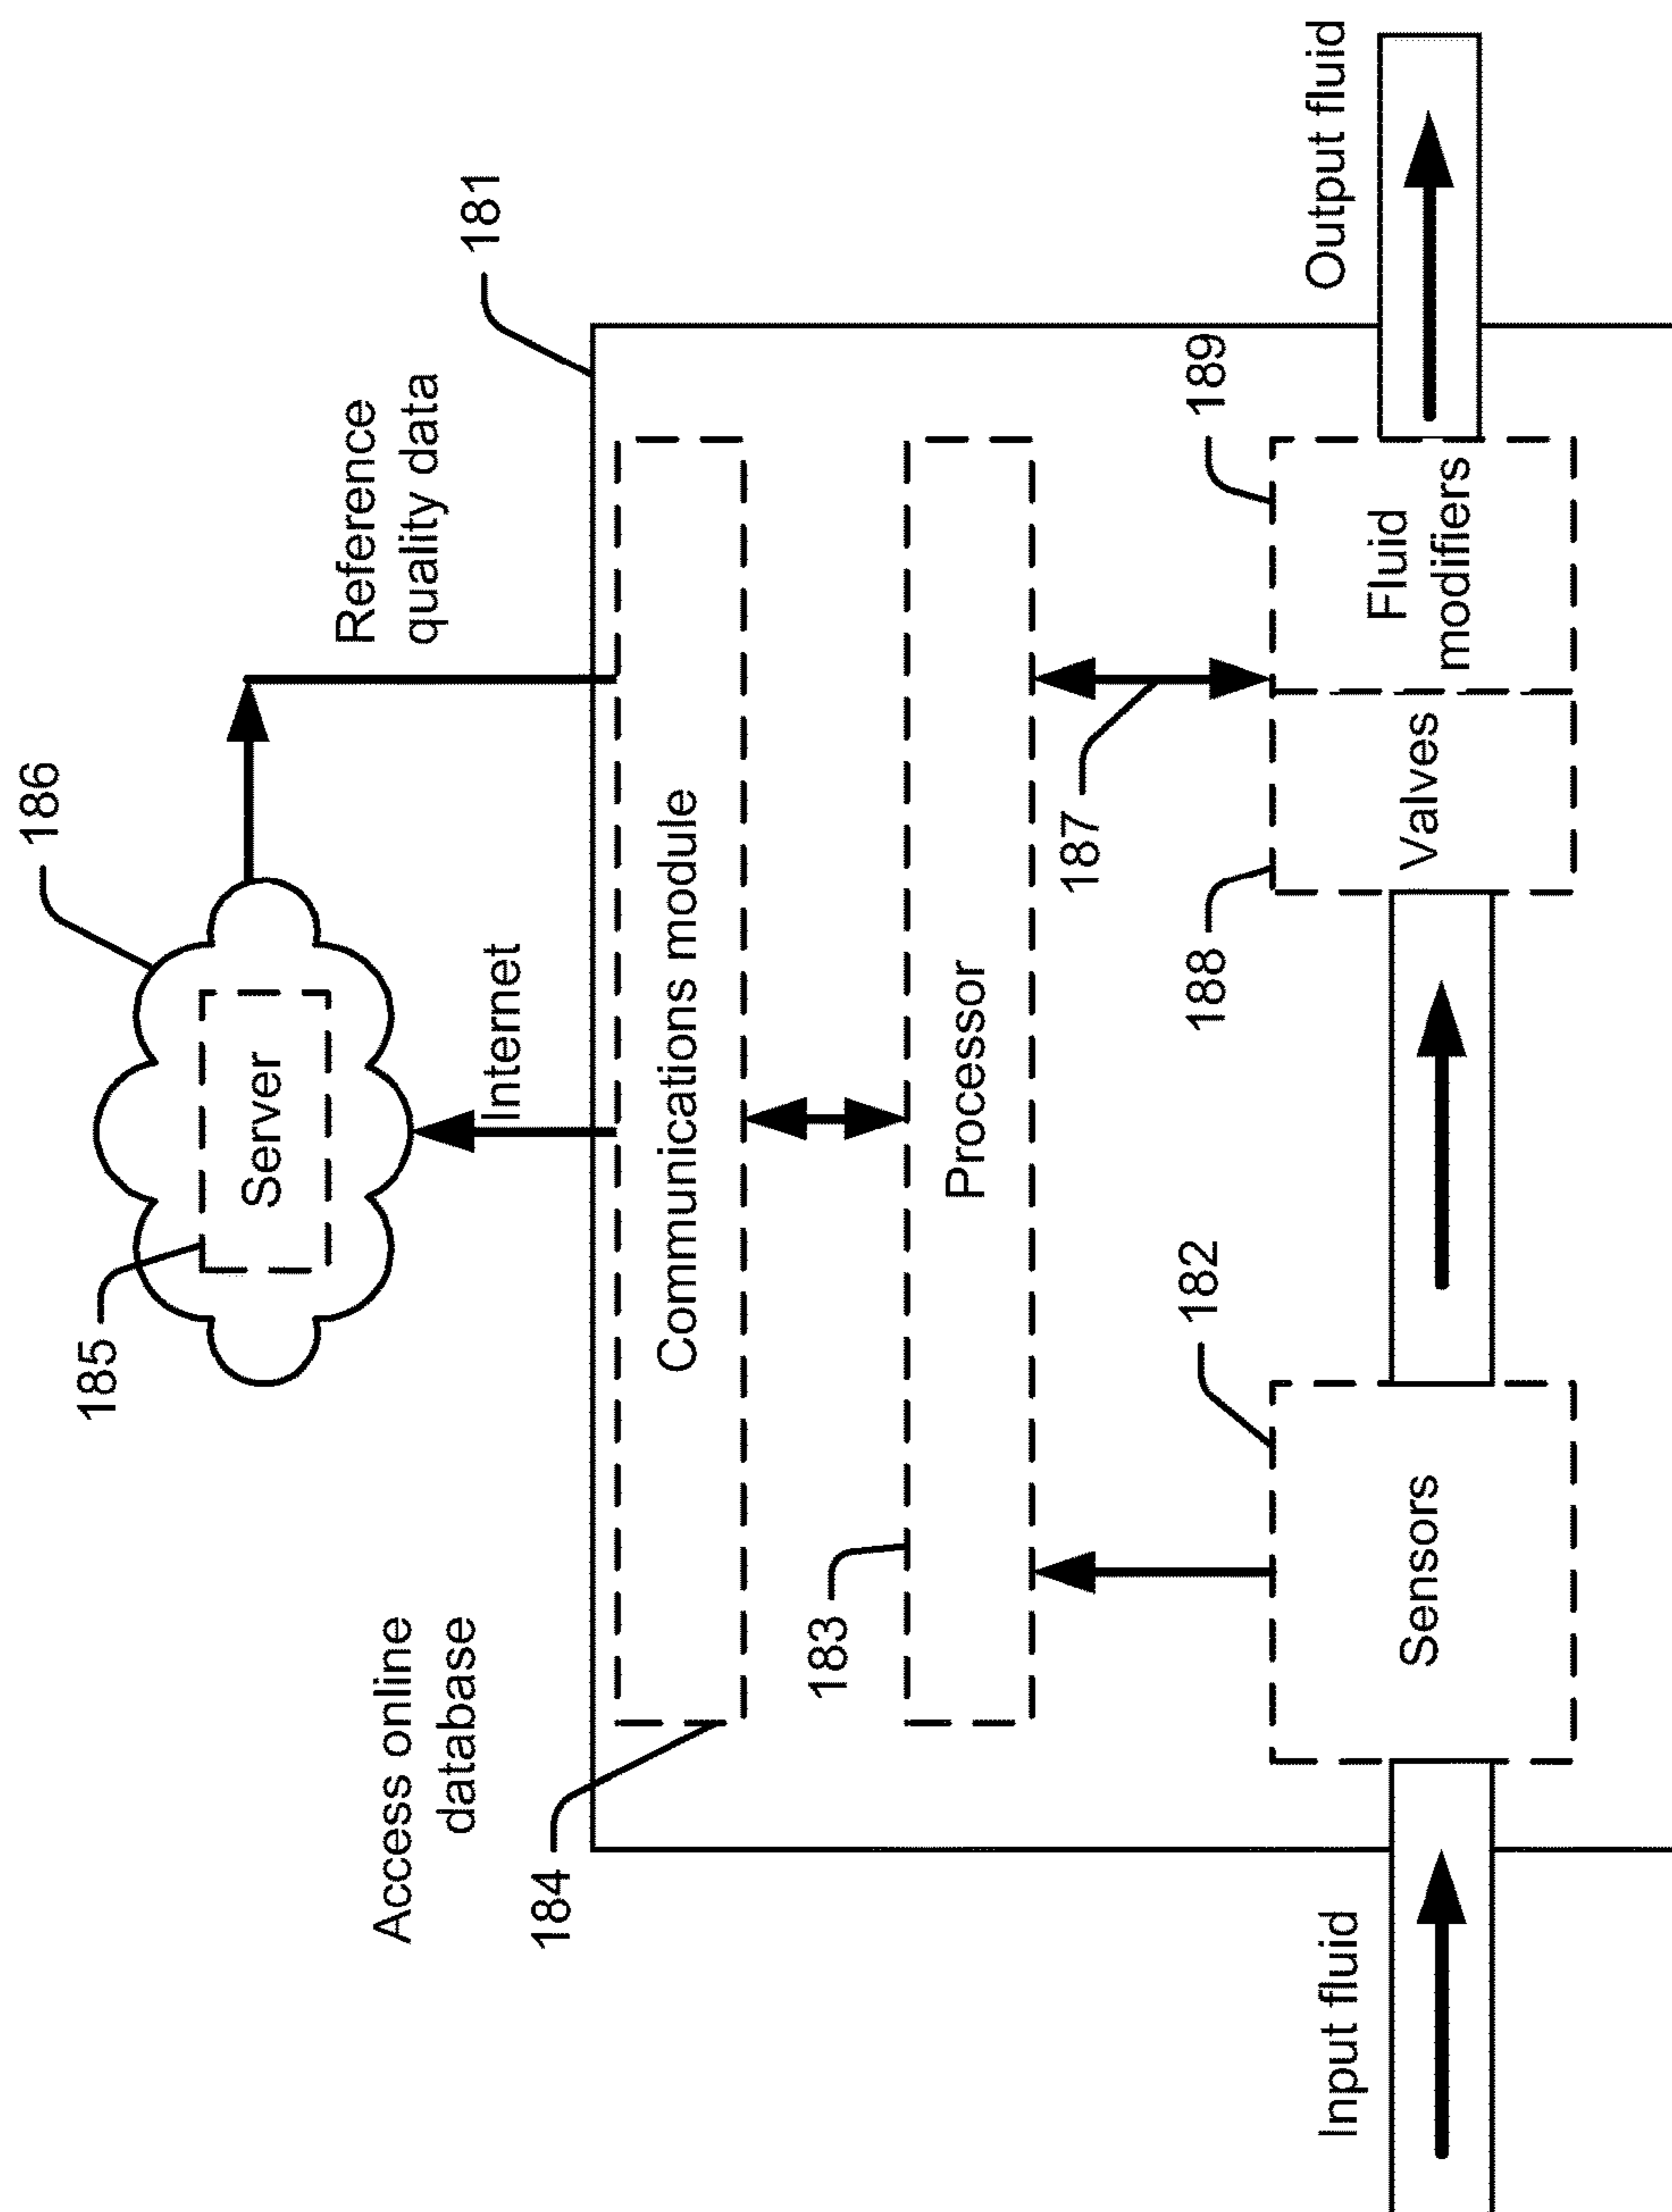 186
185
Server
Internet
Access online
database
Reference
quality data
181
184
Communications module
183
Processor
187
182
188
189
Input fluid
Sensors
Valves
Fluid
modifiers
Output fluid